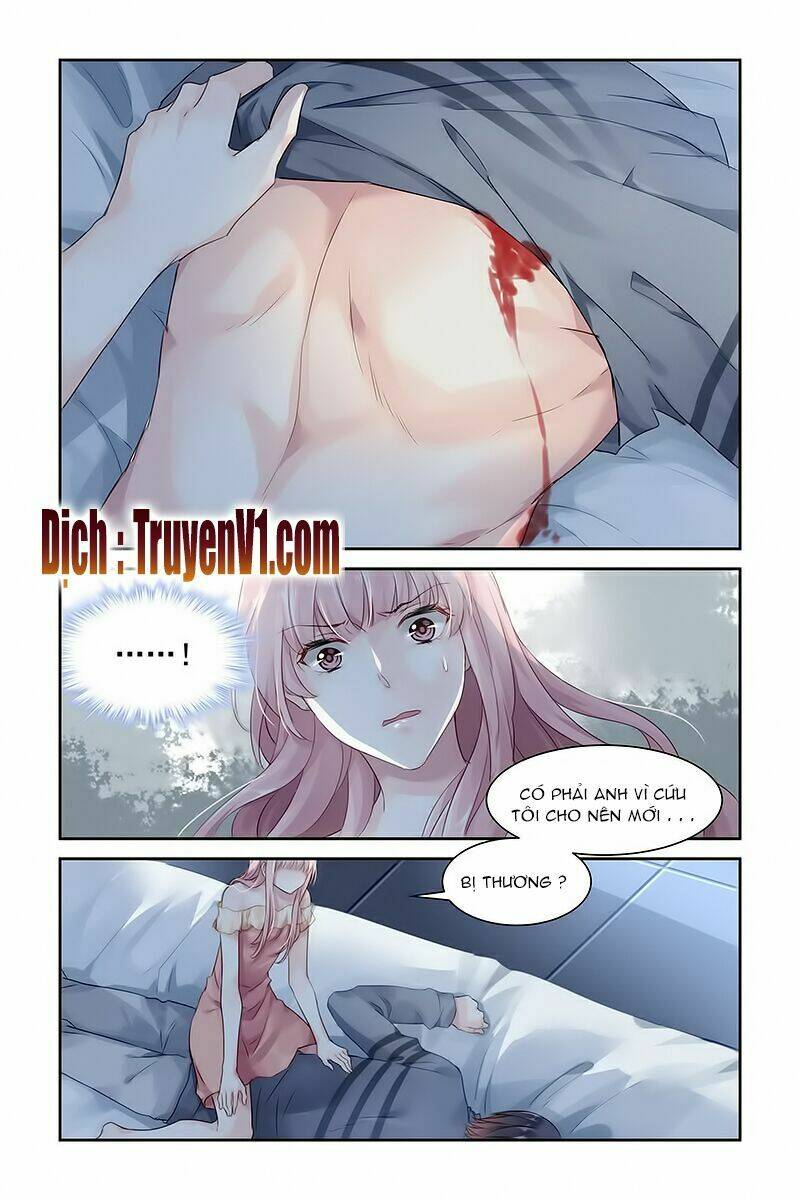 Dịch : TruyenV1.com
......!
CÓ PHẢI ANH VÌ CỨU
TÔI CHO NÊN MỚI . . .
BỊ THƯƠNG ?